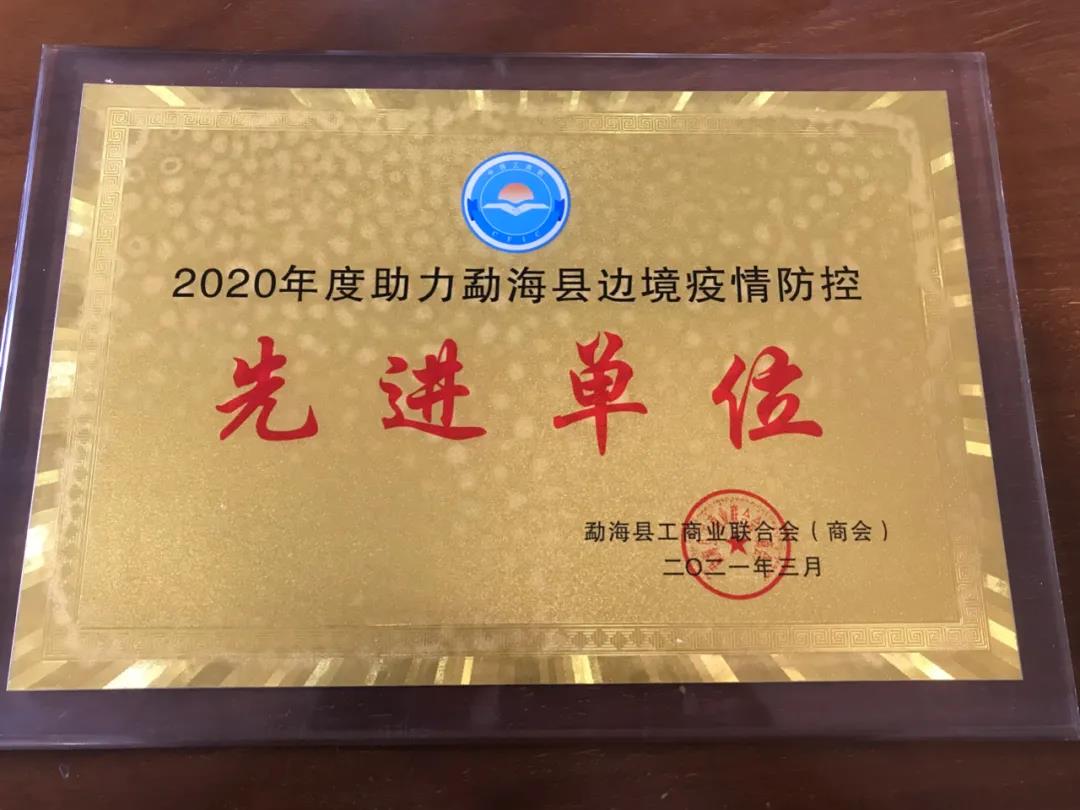 CFIC
2020年度助力勐海县边境疫情防控
先进单位
勐海县工商业联合会（商会）
二〇二一年三月